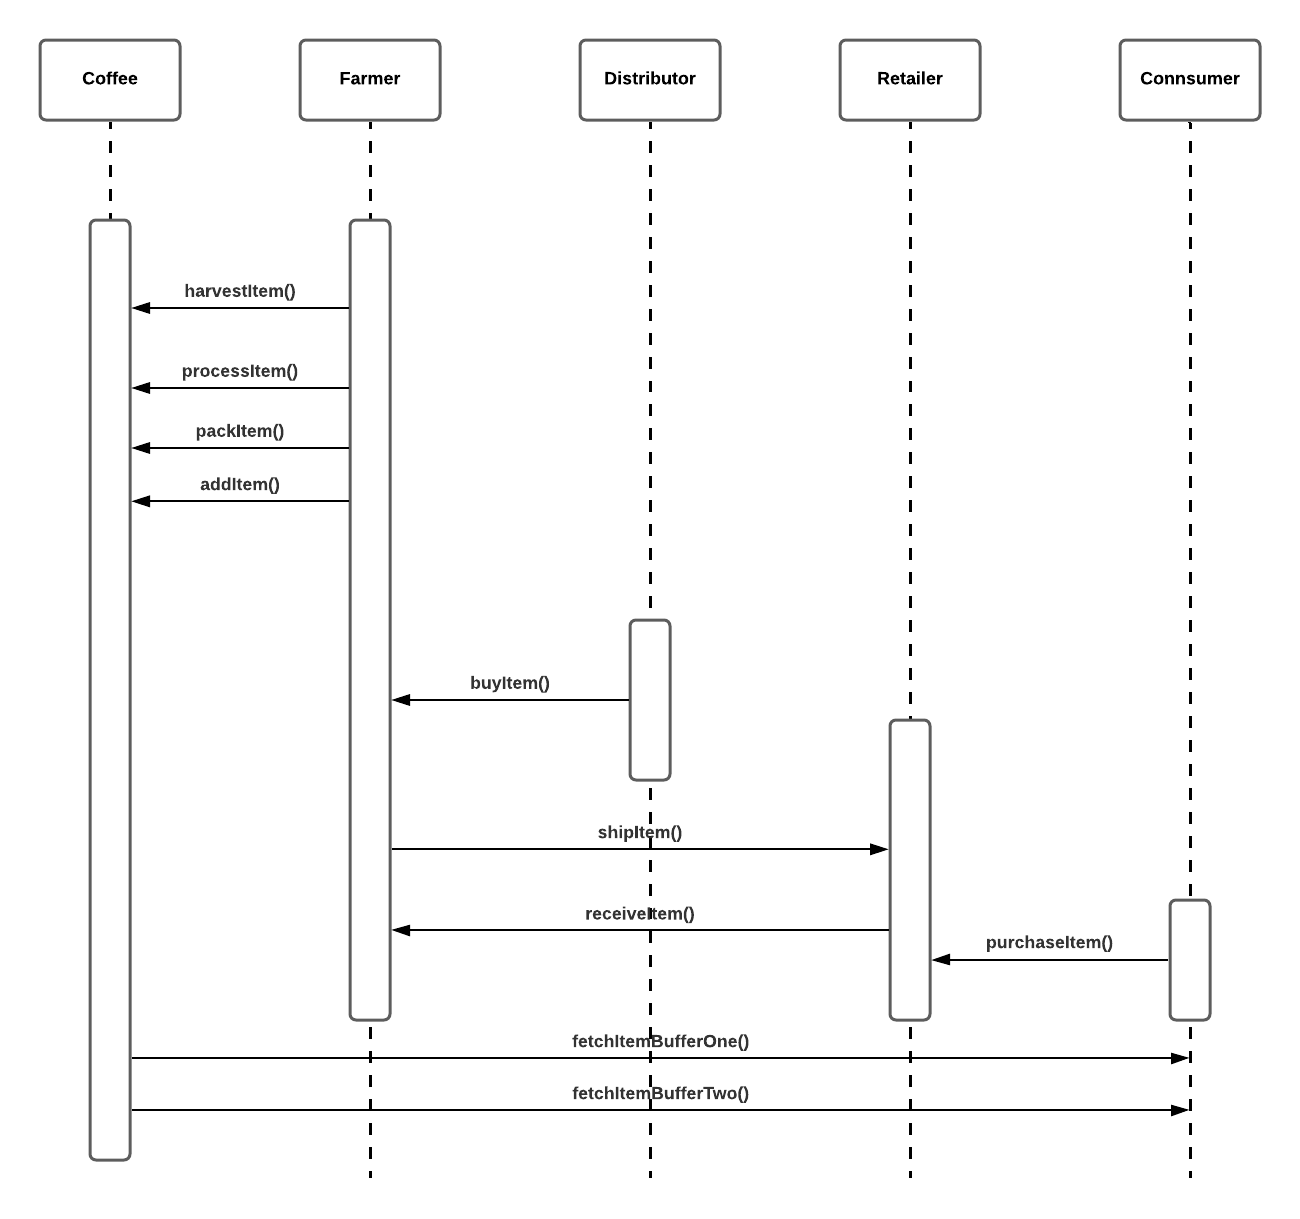 Coffee
Farmer
Distributor
Retailer
Connsumer
harvestItem()
processItem()
packItem()
addItem()
buyItem()
shipItem()
receiveItem()
purchaseItem()
fetchItemBufferOne()
fetchItemBufferTwo()